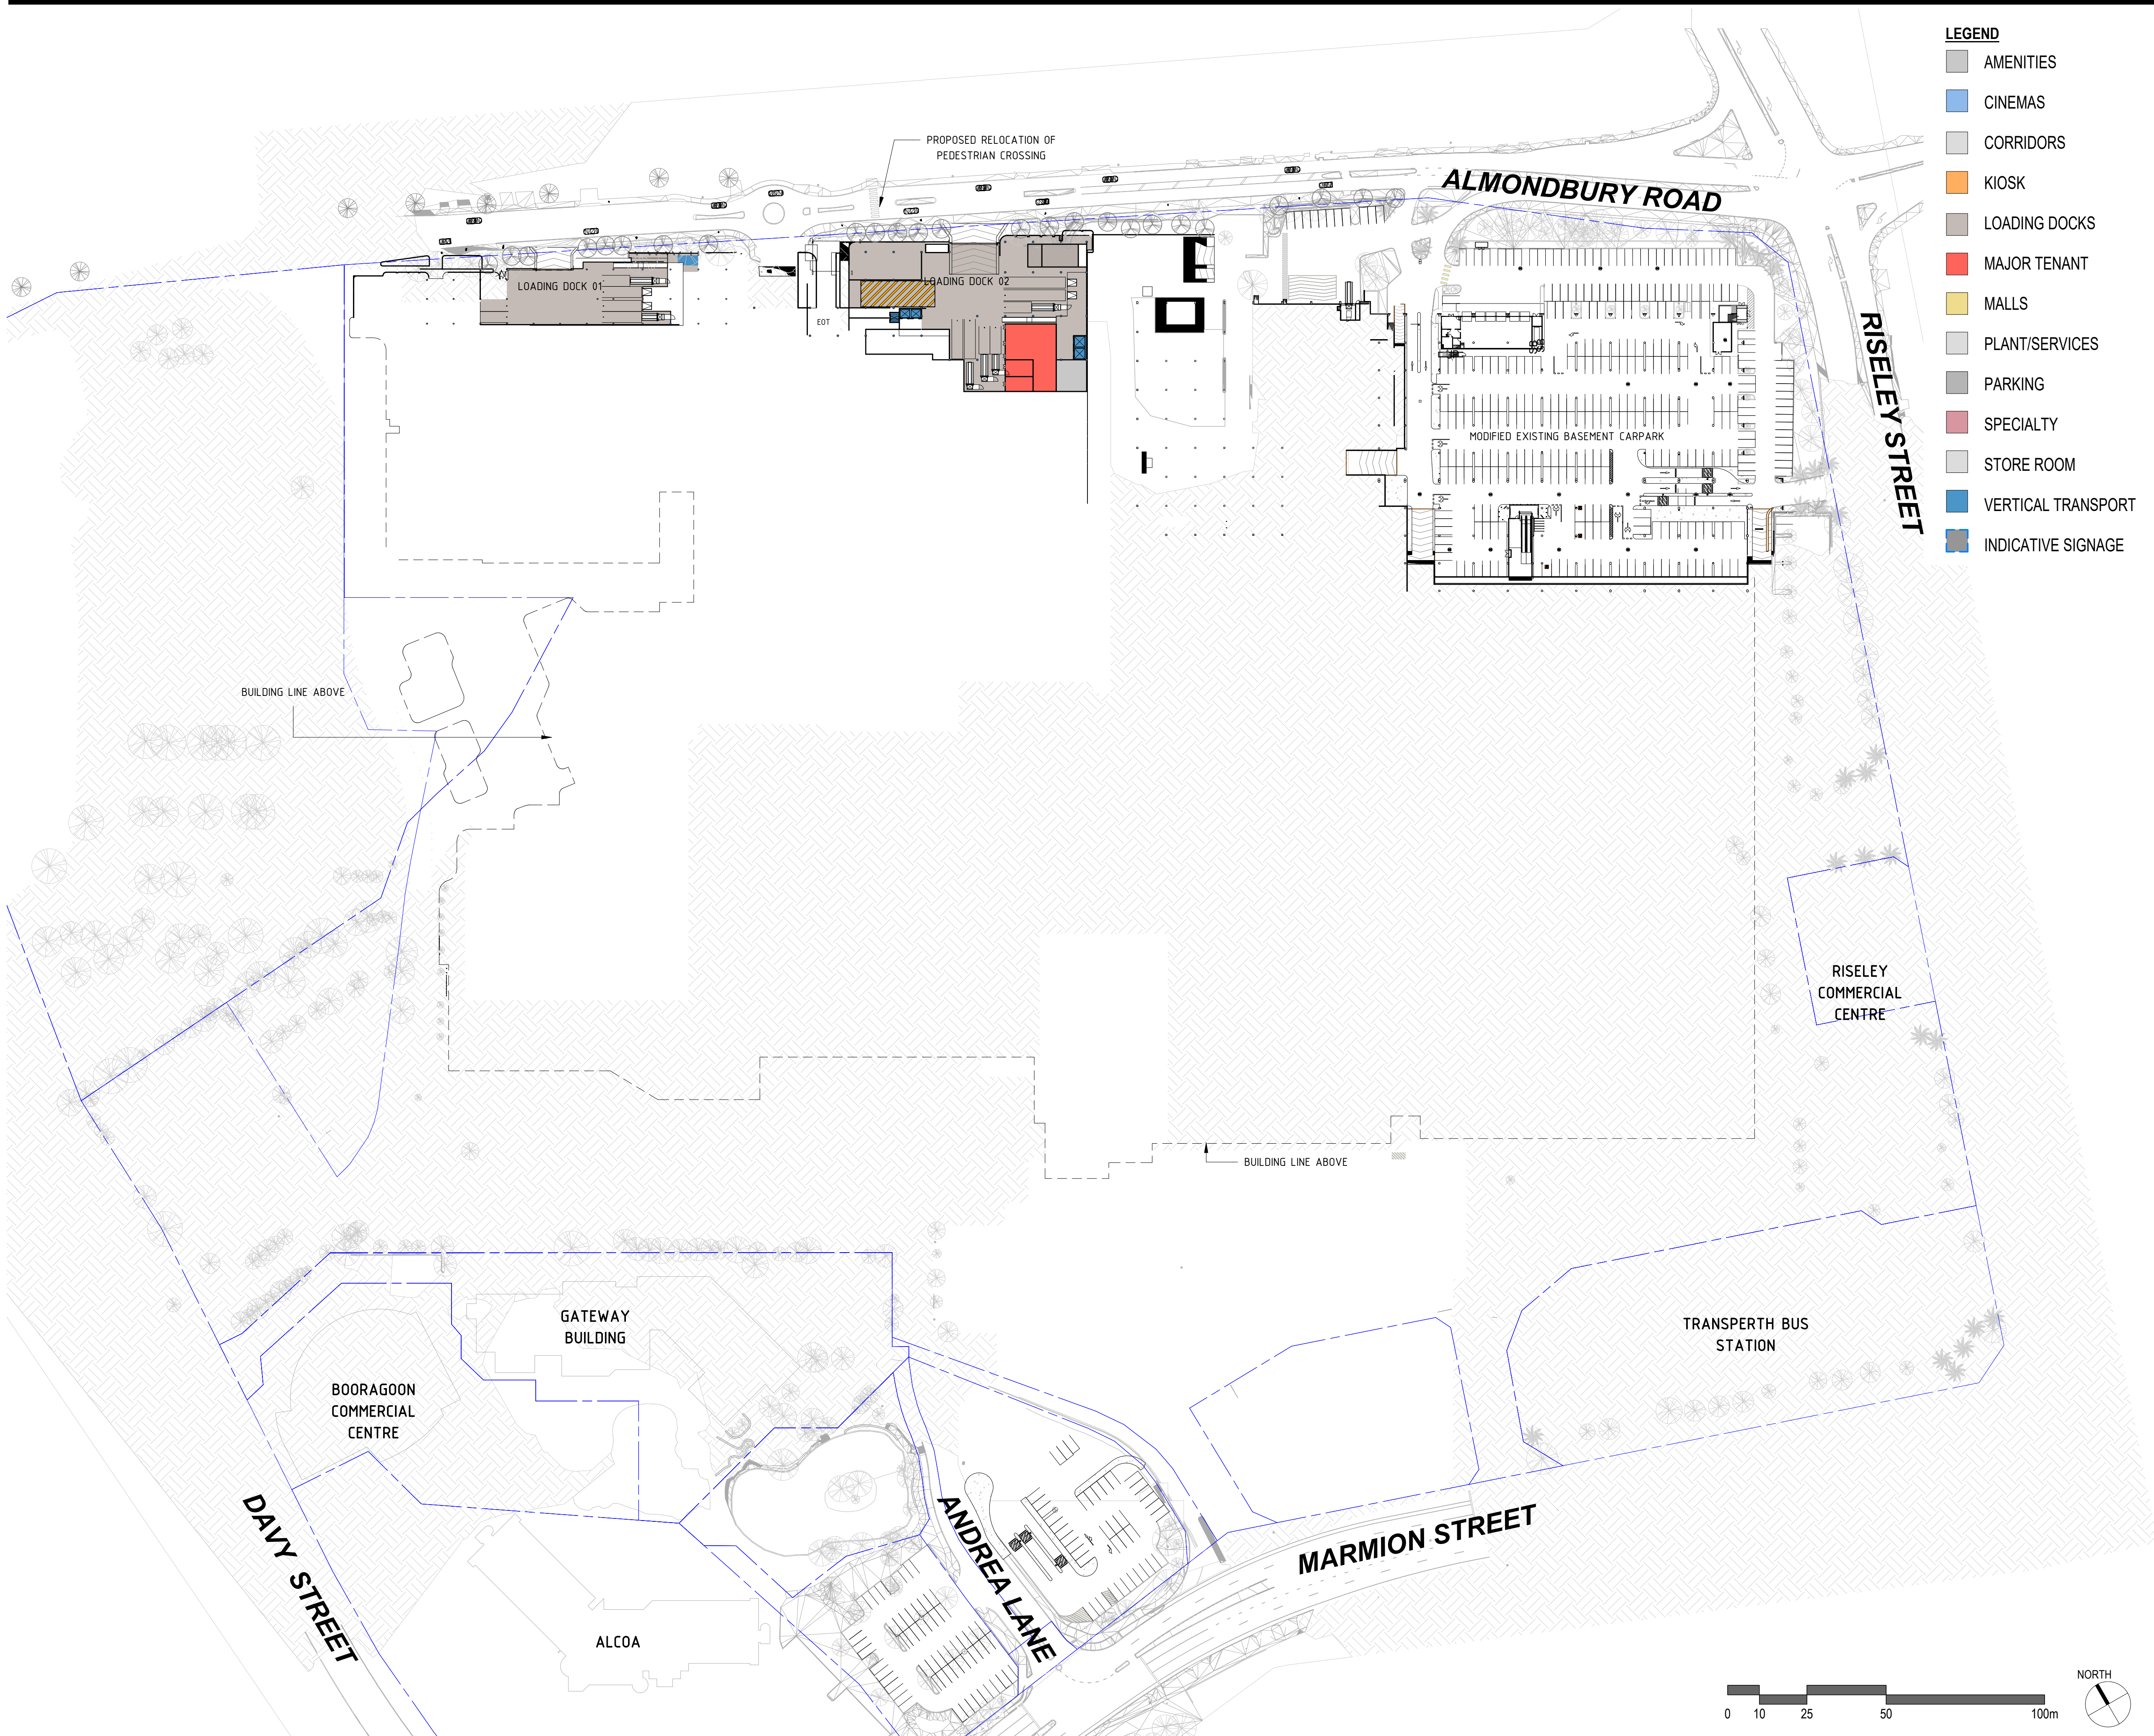 LEGEND
AMENITIES
CINEMAS
CORRIDORS
KIOSK
LOADING DOCKS
MAJOR TENANT
MALLS
PLANT/SERVICES
PARKING
SPECIALTY
STORE ROOM
VERTICAL TRANSPORT
INDICATIVE SIGNAGE
PROPOSED RELOCATION OF
PEDESTRIAN CROSSING
ALMONDBURY ROAD
RISELEY STREET
LOADING DOCK 01
LOADING DOCK 02
EOT
MODIFIED EXISTING BASEMENT CARPARK
BUILDING LINE ABOVE
RISELEY
COMMERCIAL
CENTRE
BUILDING LINE ABOVE
GATEWAY
BUILDING
TRANSPERTH BUS
STATION
BOORAGOON
COMMERCIAL
CENTRE
DAVY STREET
ANDREA LANE
MARMION STREET
ALCOA
NORTH
0 10 25 50 100m